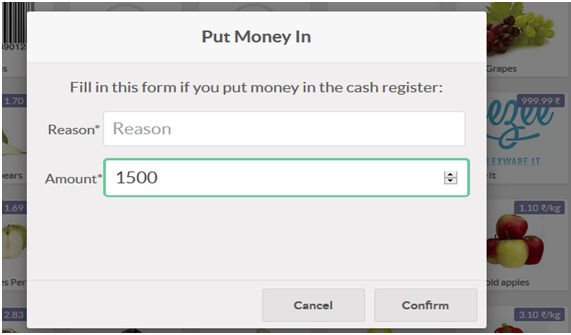 Put Money In
Fill in this form if you put money in the cash register:
Reason*
Reason
Amount*
1500
Cancel
Confirm
Grapes
1.70
999.99 ₹
ezee
LEXWARE LT.
ears
It
1.69
1.10 ₹/kg
es Per
old apples
2.83
3.10 ₹/kg